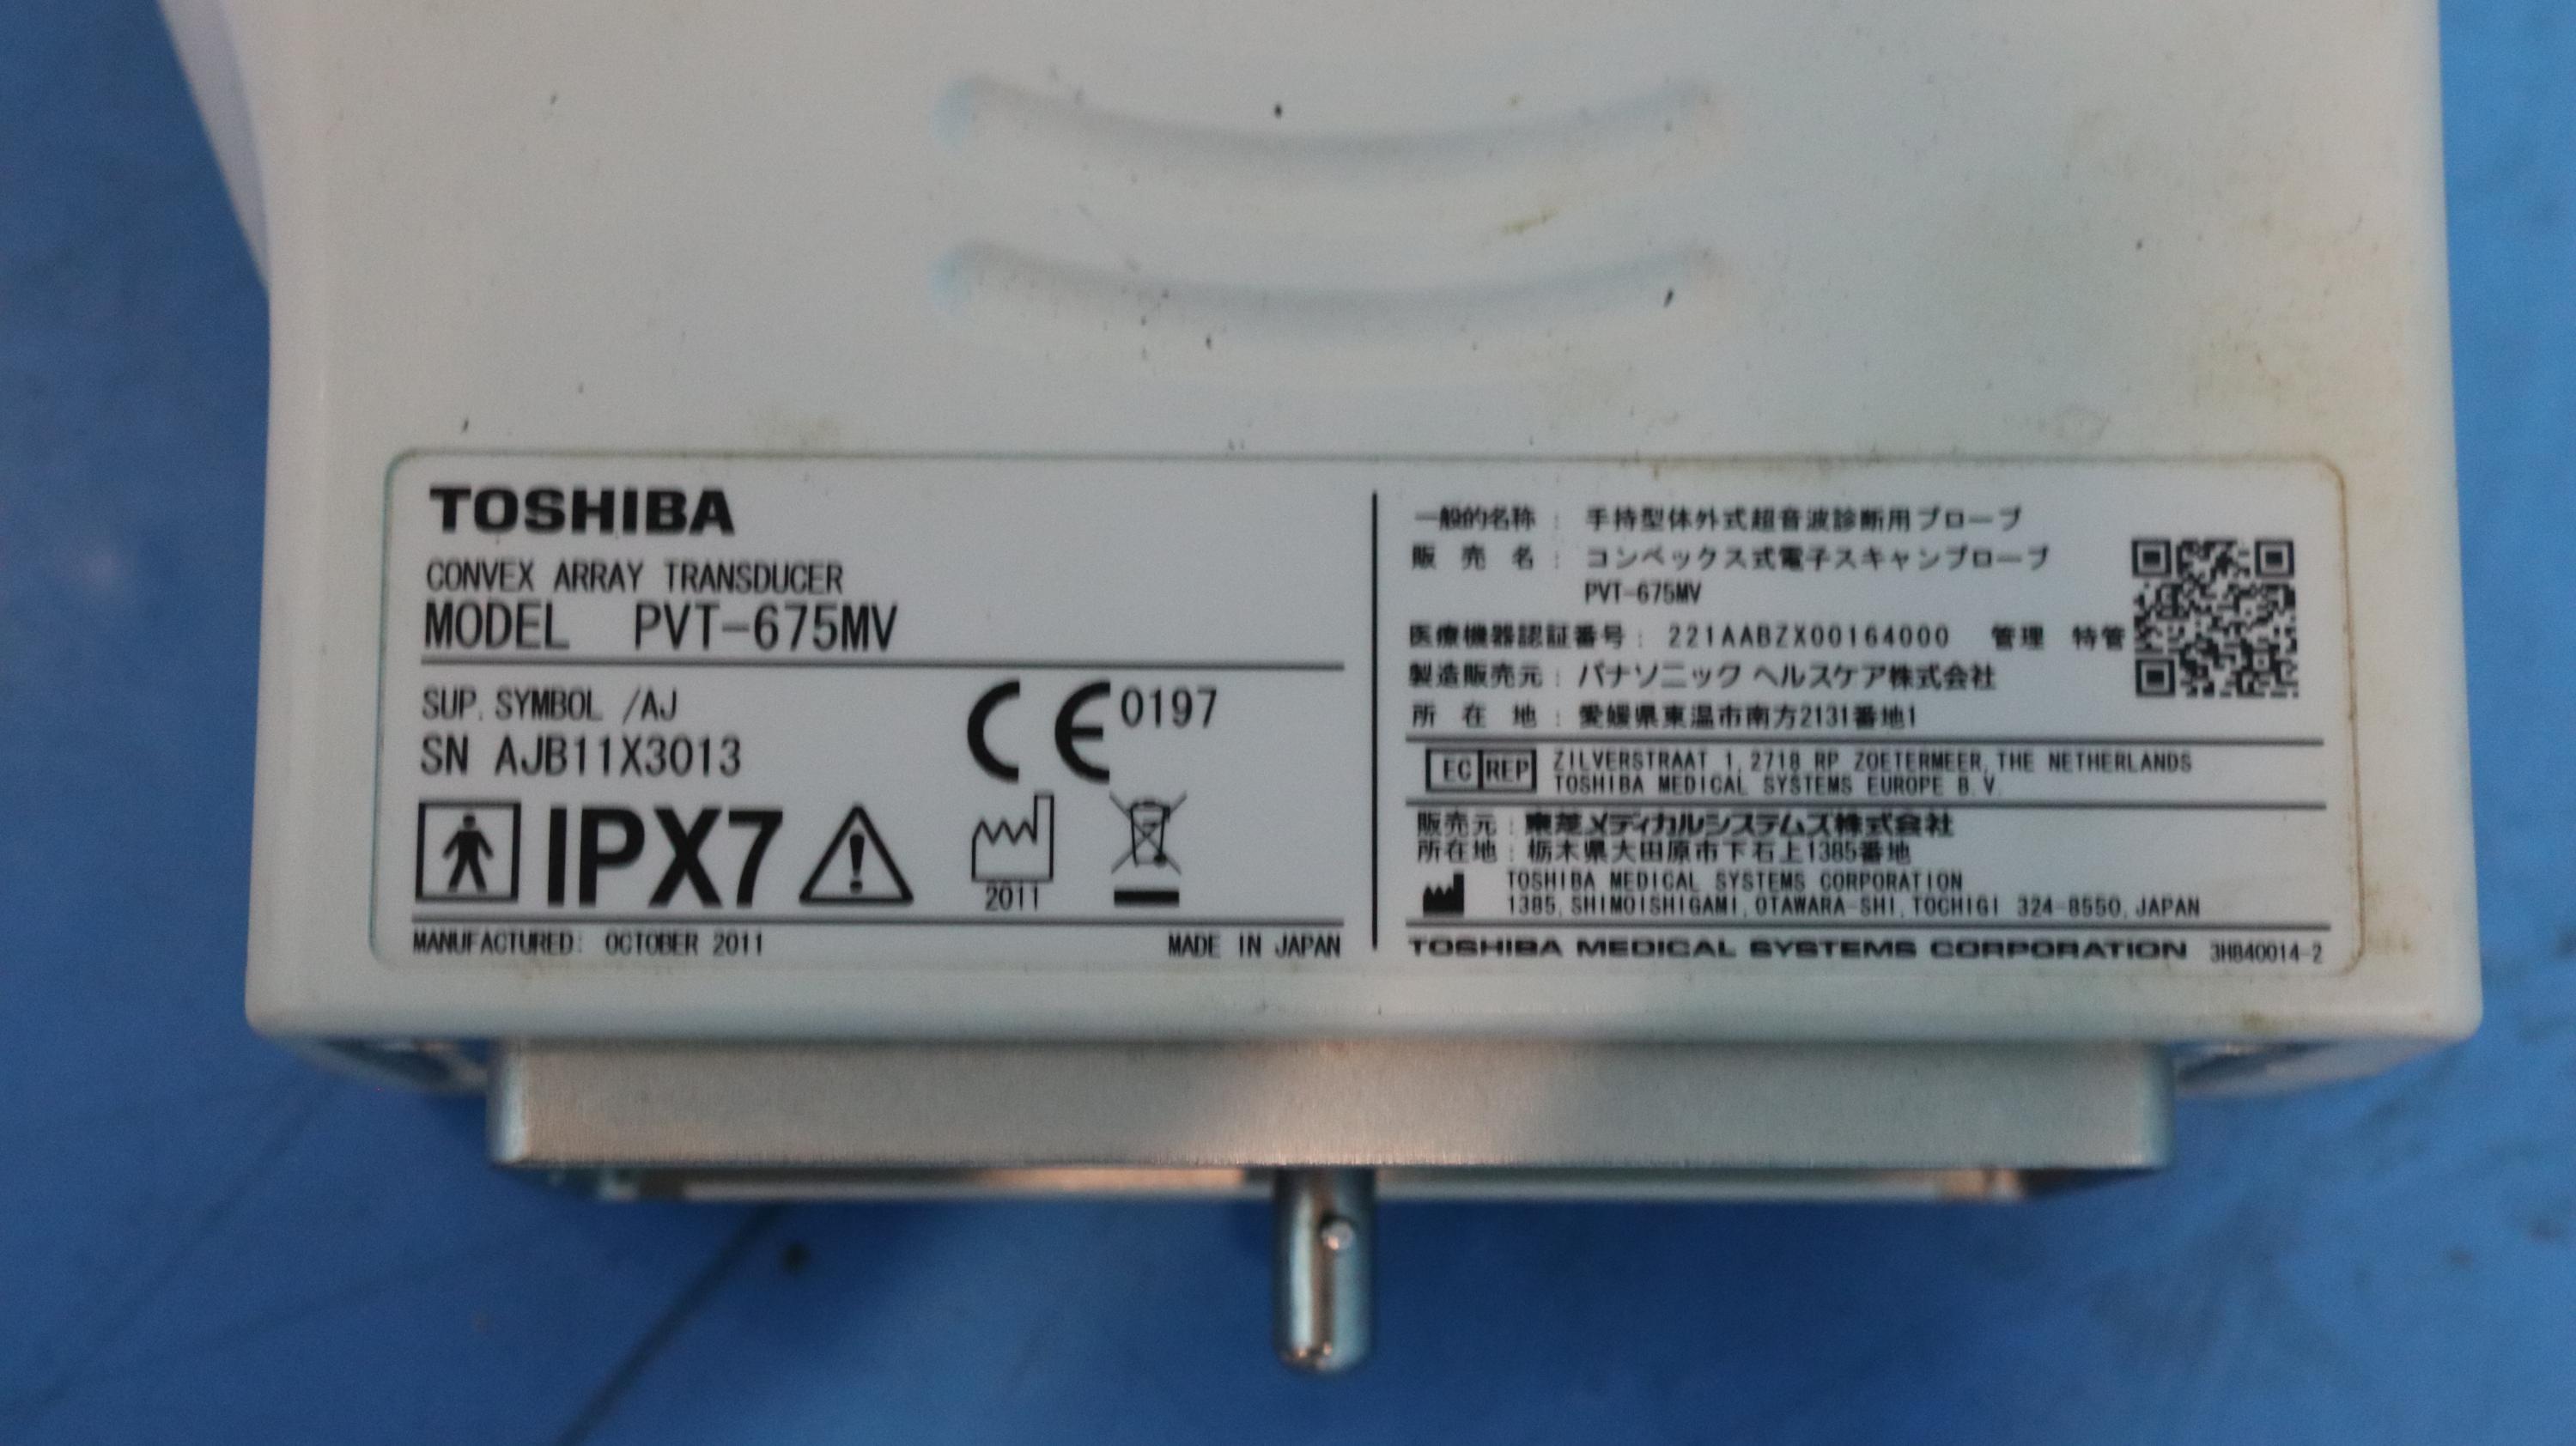 TOSHIBA
CONVEX ARRAY TRANSDUCER
MODEL PVT-675MV
SUP. SYMBOL /AJ
SN AJB11X3013
CE 0197
IPX7
2011
MANUFACTURED: OCTOBER 2011 MADE IN JAPAN
一般的名称 : 手持型体外式超音波診断用プローブ
販売名 : コンベックス式電子スキャンプローブ
PVT-675MV
医療機器認証番号 : 221AABZX00164000 管理 特管
製造販売元 : パナソニック ヘルスケア株式会社
所在地 : 愛媛県東温市南方2131番地1
EC REP ZILVERSTRAAT 1, 2718 RP ZOETERMEER, THE NETHERLANDS
TOSHIBA MEDICAL SYSTEMS EUROPE B.V.
販売元 : 東芝メディカルシステムズ株式会社
所在地 : 栃木県大田原市下石上1385番地
TOSHIBA MEDICAL SYSTEMS CORPORATION
1385, SHIMOISHIGAMI, OTAWARA-SHI, TOCHIGI 324-8550, JAPAN
TOSHIBA MEDICAL SYSTEMS CORPORATION 3H840014-2